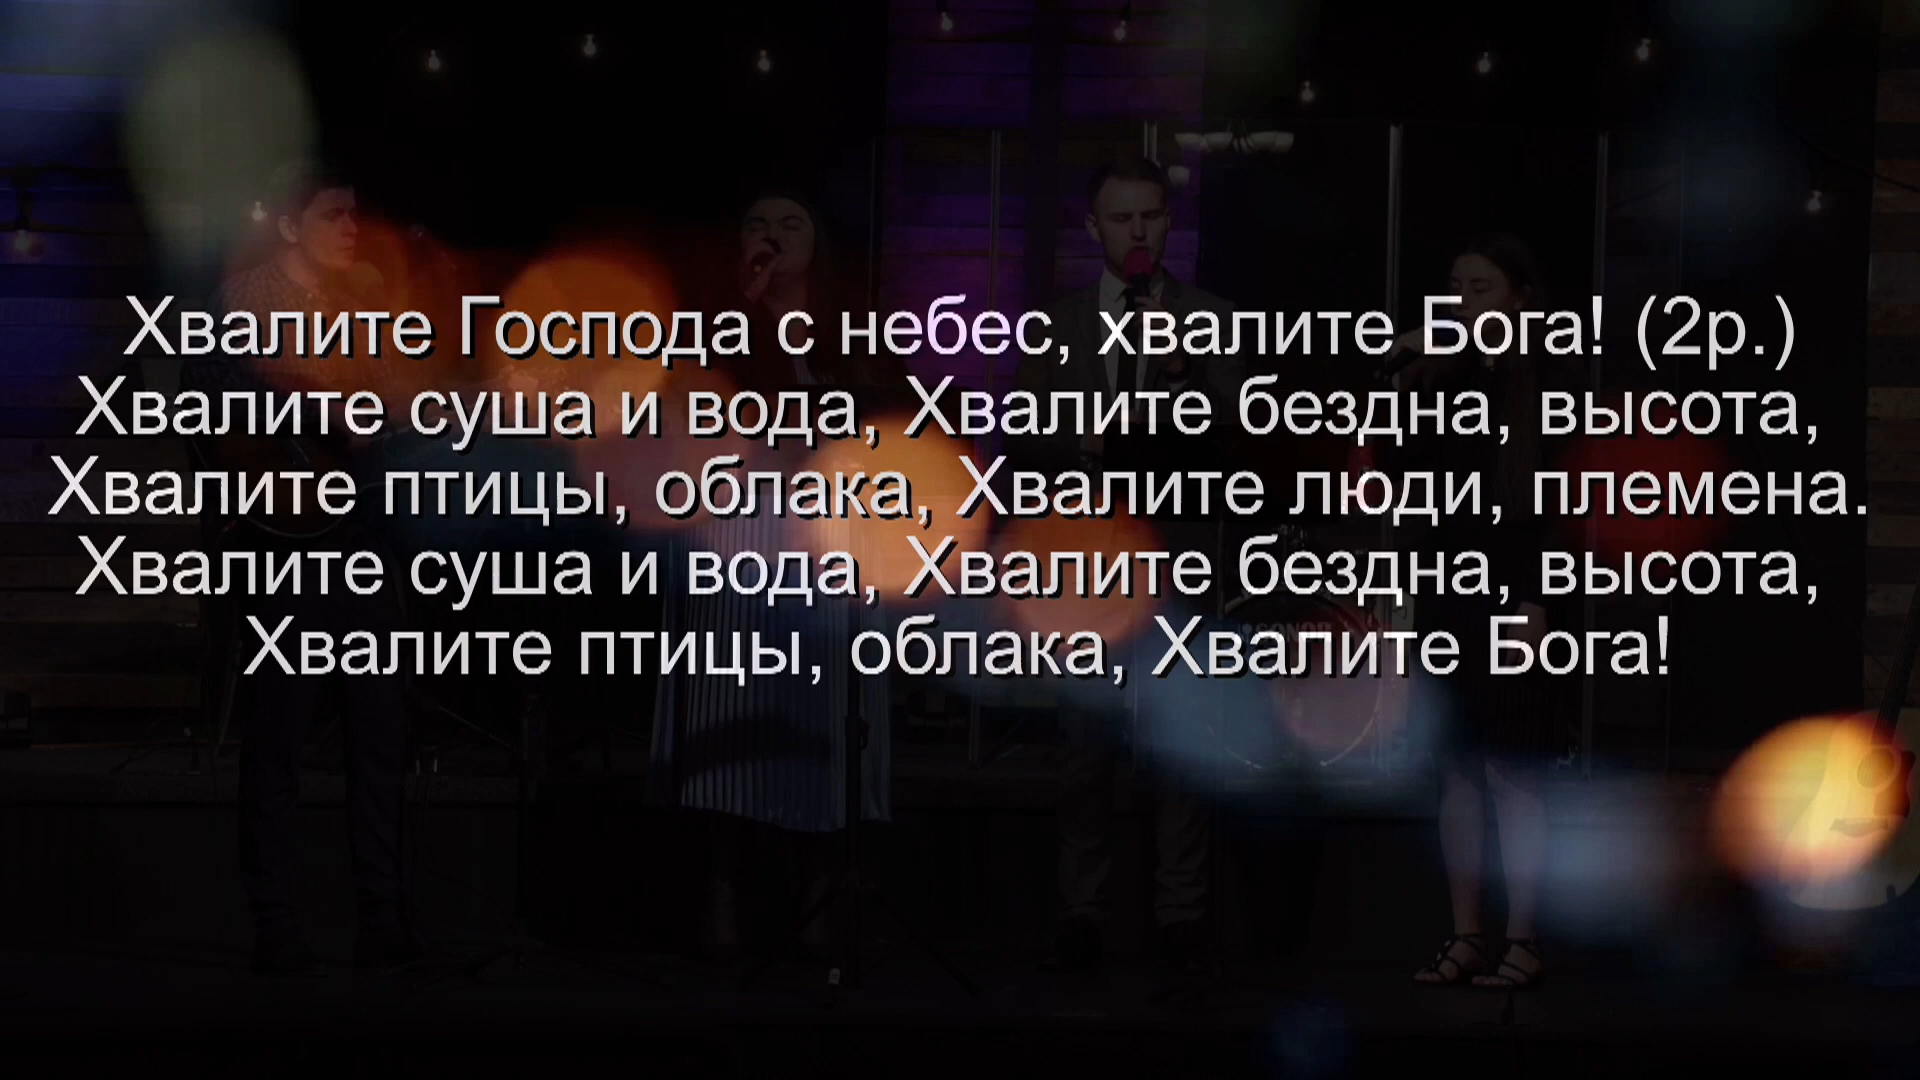 Хвалите Господа с небес, хвалите Бога! (2р.)
Хвалите суша и вода, Хвалите бездна, высота,
Хвалите птицы, облака, Хвалите люди, племена.
Хвалите суша и вода, Хвалите бездна, высота,
Хвалите птицы, облака, Хвалите Бога!
SONOR